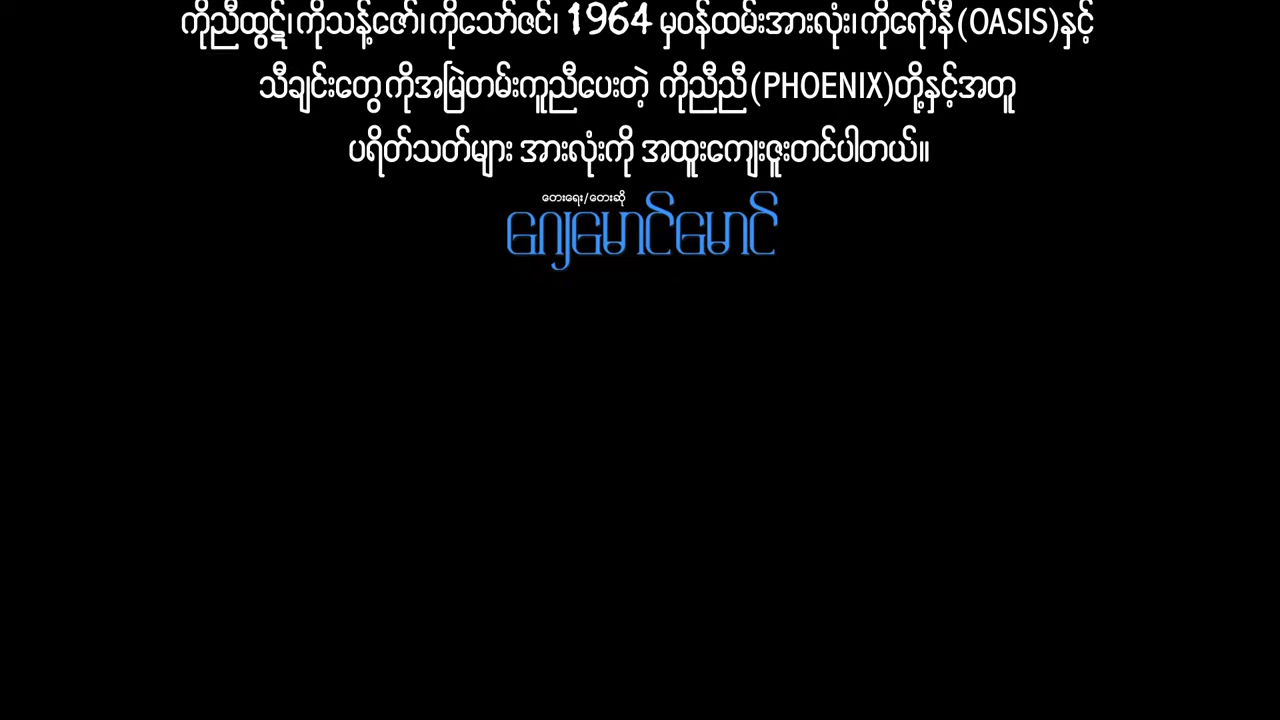 ကိုညီထွဋ်၊ကိုသန့်ဇော်၊ကိုသော်ဇင်၊ 1964 မှဝန်ထမ်းအားလုံး၊ကိုရော်နီ(OASIS)နှင့်
သီချင်းတွေကိုအမြဲတမ်းကူညီပေးတဲ့ ကိုညီညီ(PHOENIX)တို့နှင့်အတူ
ပရိတ်သတ်များ အားလုံးကို အထူးကျေးဇူးတင်ပါတယ်။
တေးရေး/တေးဆို
ဂျေမောင်မောင်